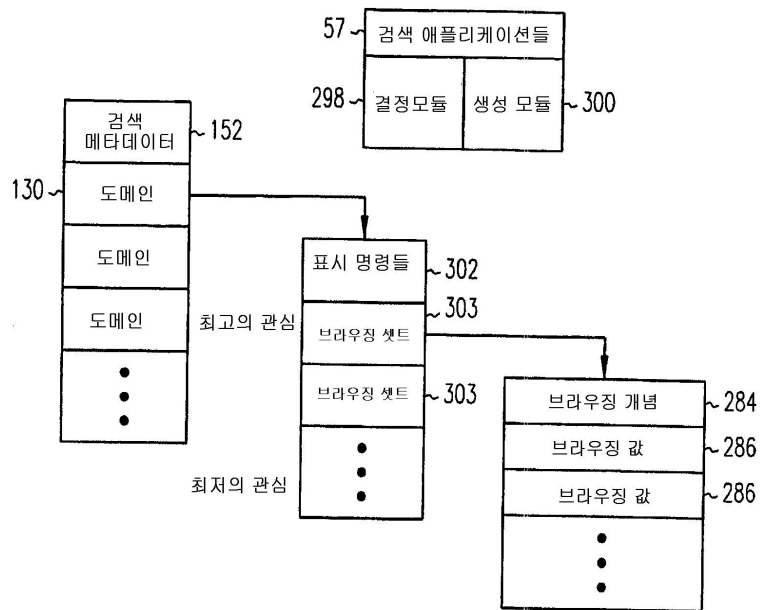 57
검색 애플리케이션들
298
결정모듈
생성 모듈
300
검색
메타데이터
152
130
도메인
도메인
도메인
표시 명령들
302
최고의 관심
303
브라우징 셋트
브라우징 셋트
303
최저의 관심
브라우징 개념
284
브라우징 값
286
브라우징 값
286